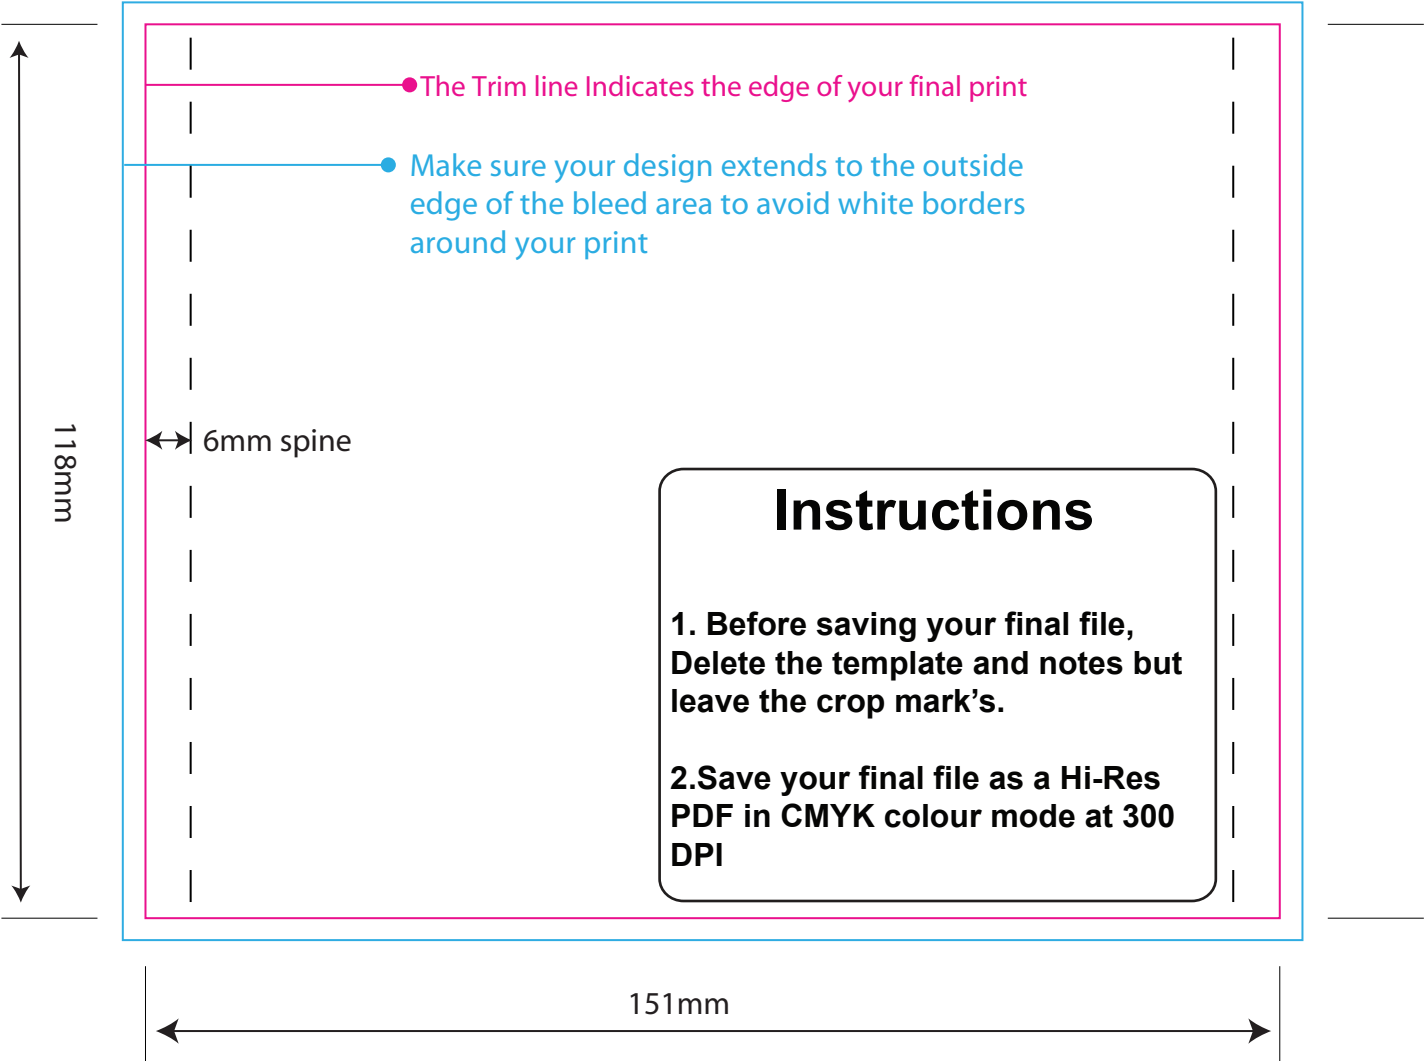 The Trim line Indicates the edge of your final print
Make sure your design extends to the outside
edge of the bleed area to avoid white borders
around your print
118mm
6mm spine
Instructions
1. Before saving your final file,
Delete the template and notes but
leave the crop mark’s.
2.Save your final file as a Hi-Res
PDF in CMYK colour mode at 300
DPI
151mm